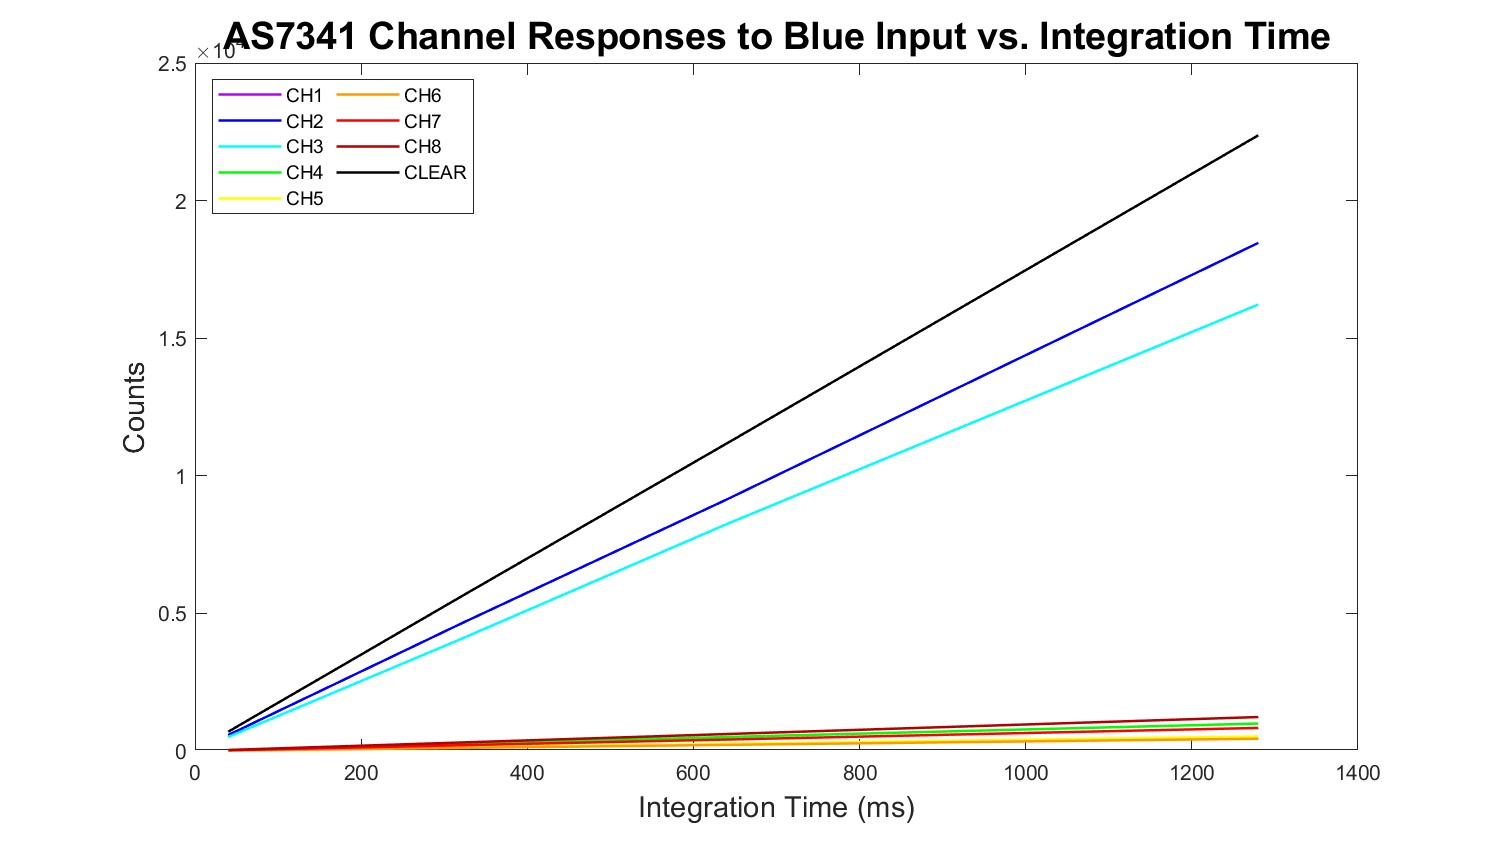 AS7341 Channel Responses to Blue Input vs. Integration Time
2.5
2
1.5
1
0.5
0
Counts
CH1
CH2
CH3
CH4
CH5
CH6
CH7
CH8
CLEAR
0 200 400 600 800 1000 1200 1400
Integration Time (ms)